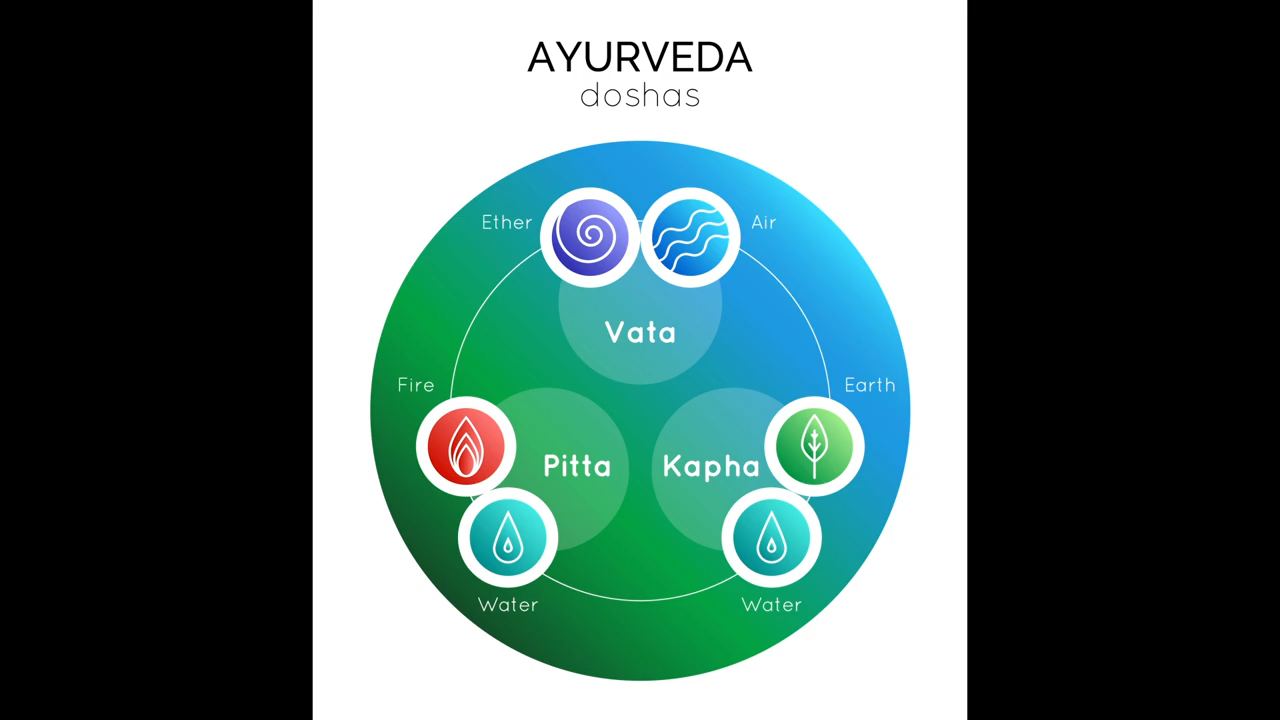 AYURVEDA
doshas
Ether
Air
Vata
Fire
Earth
Pitta
Kapha
Water
Water